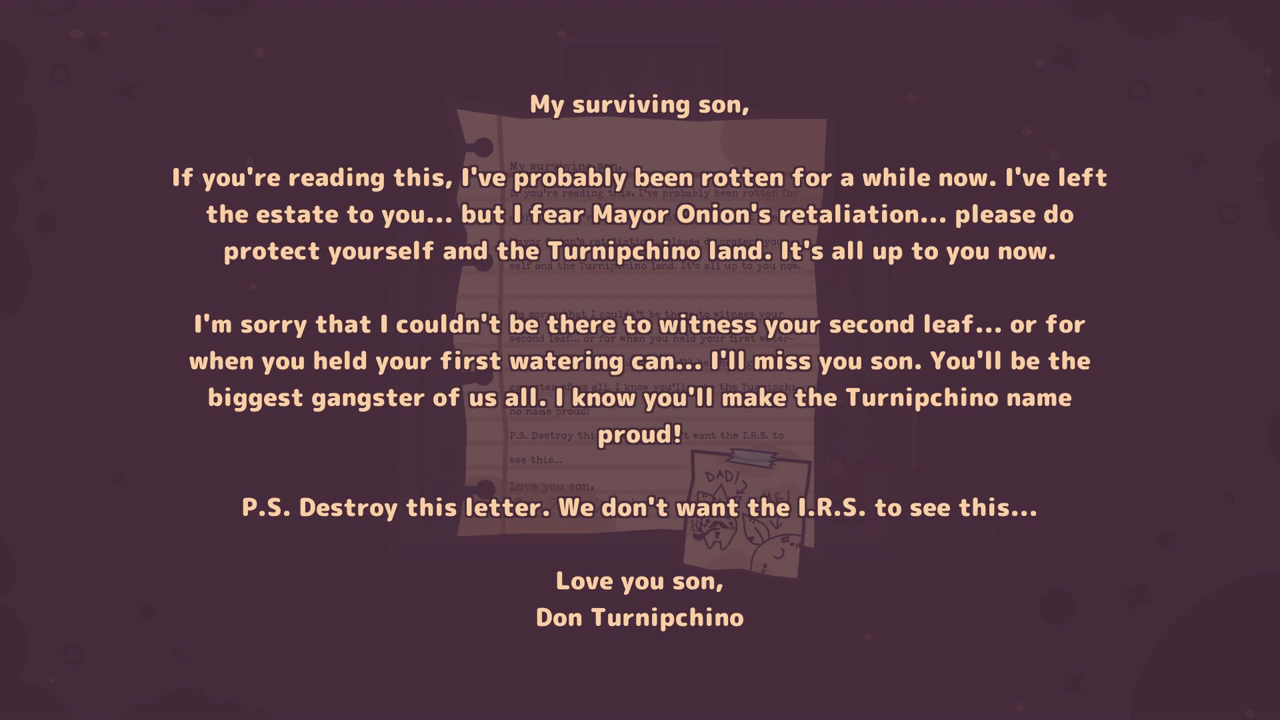 My surviving son,
If you're reading this, I've probably been rotten for a while now. I've left
the estate to you... but I fear Mayor Onion's retaliation... please do
protect yourself and the Turnipchino land. It's all up to you now.
I'm sorry that I couldn't be there to witness your second leaf... or for
when you held your first watering can... I'll miss you son. You'll be the
biggest gangster of us all. I know you'll make the Turnipchino name
proud!
P.S. Destroy this letter. We don't want the I.R.S. to see this...
Love you son,
Don Turnipchino
DAD!